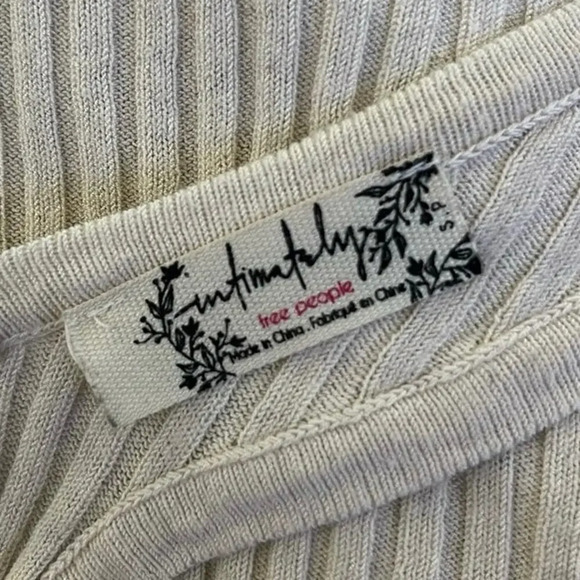 intimately
free people
Made in China . Fabriqué en Chine
S.P